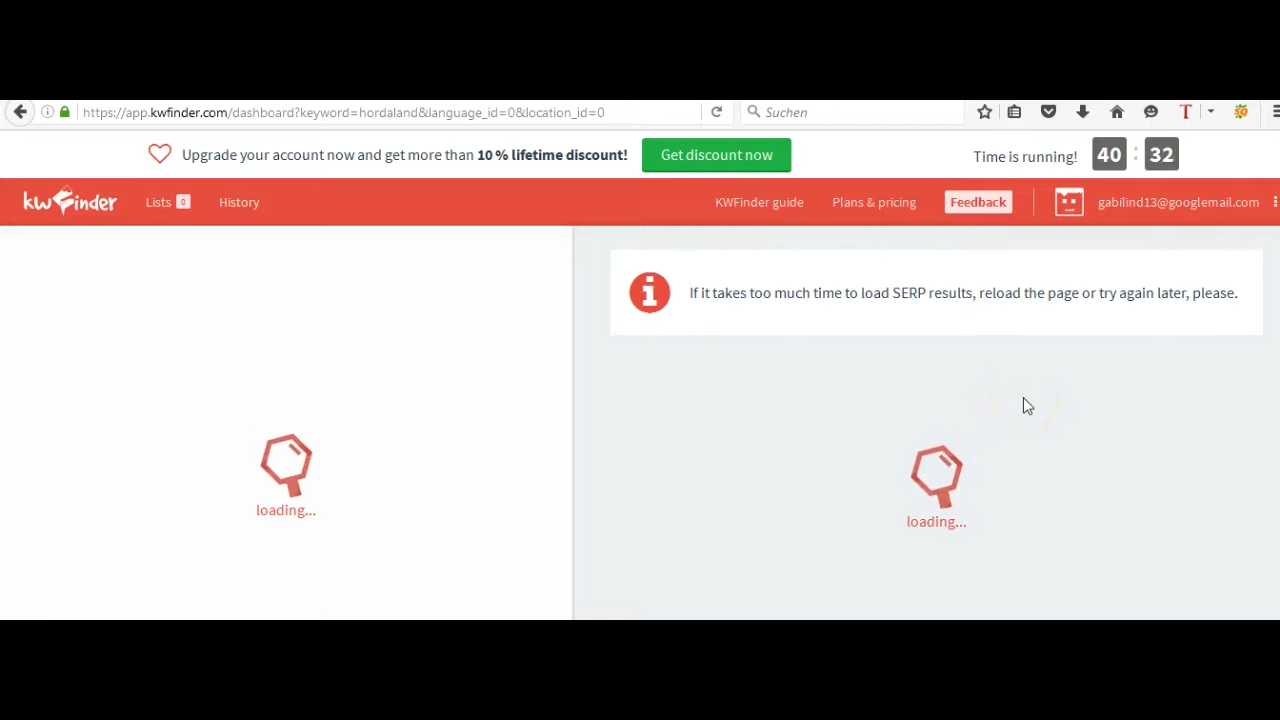 https://app.kwfinder.com/dashboard?keyword=hordaland&language_id=0&location_id=0
Suchen
Upgrade your account now and get more than 10 % lifetime discount!
Get discount now
Time is running!
40 : 32
kwfinder
Lists 0
History
KWFinder guide
Plans & pricing
Feedback
gabilind13@googlemail.com
If it takes too much time to load SERP results, reload the page or try again later, please.
loading...
loading...